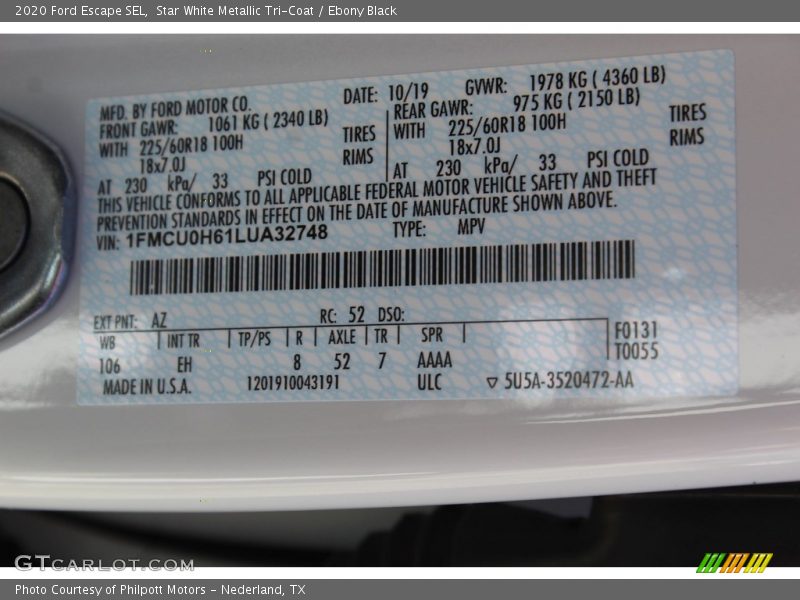 2020 Ford Escape SEL,  Star White Metallic Tri-Coat / Ebony Black
MFD. BY FORD MOTOR CO.
DATE: 10/19
GVWR: 1978 KG ( 4360 LB)
FRONT GAWR: 1061 KG ( 2340 LB)
REAR GAWR: 975 KG ( 2150 LB)
WITH 225/60R18 100H TIRES
WITH 225/60R18 100H TIRES
18x7.0J RIMS
18x7.0J RIMS
AT 230 kPa/ 33 PSI COLD
AT 230 kPa/ 33 PSI COLD
THIS VEHICLE CONFORMS TO ALL APPLICABLE FEDERAL MOTOR VEHICLE SAFETY AND THEFT
PREVENTION STANDARDS IN EFFECT ON THE DATE OF MANUFACTURE SHOWN ABOVE.
VIN: 1FMCU0H61LUA32748 TYPE: MPV
EXT PNT: AZ RC: 52 DSO:
WB INT TR TP/PS R AXLE TR SPR F0131
106 EH 8 52 7 AAAA T0055
MADE IN U.S.A. 1201910043191 ULC ▽ 5U5A-3520472-AA
GTCARLOT.COM
Photo Courtesy of Philpott Motors - Nederland, TX